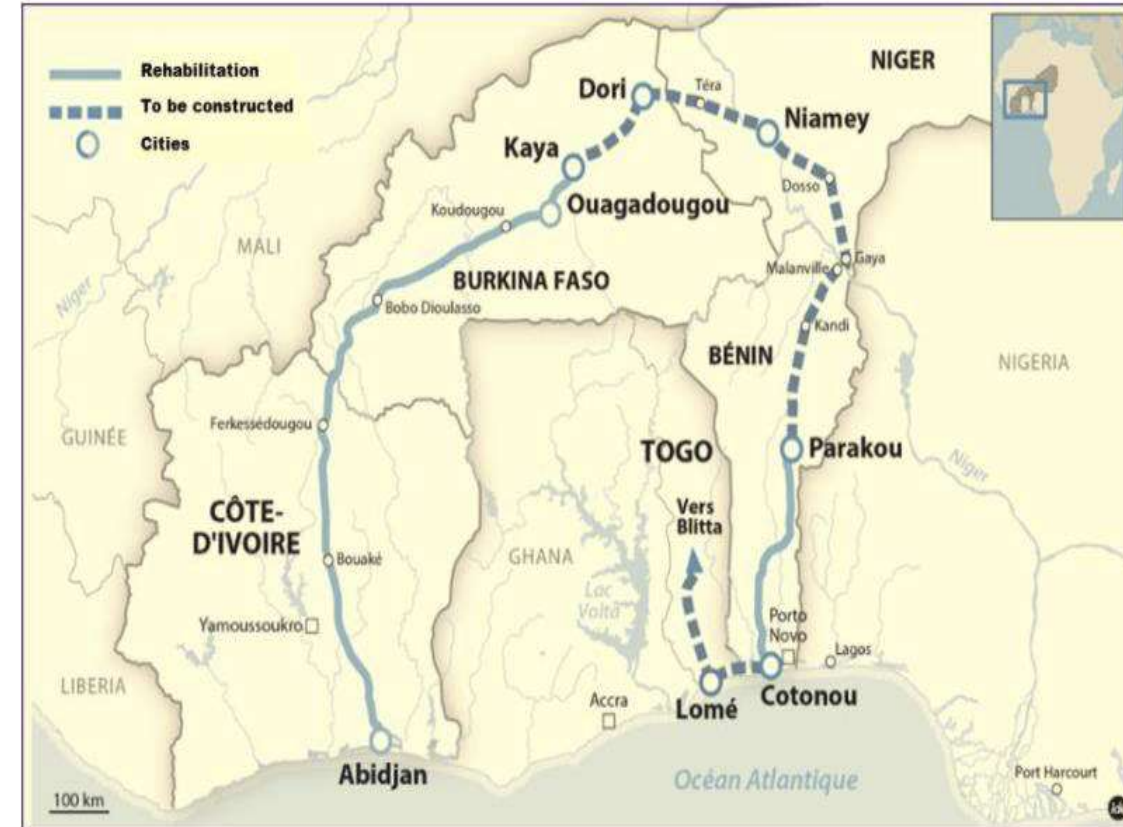 Rehabilitation
To be constructed
Cities
NIGER
Dori
Téra
Niamey
Kaya
Dosso
Ouagadougou
Koudougou
MALI
Niger
Gaya
Malanville
BURKINA FASO
Bobo Dioulasso
Kandi
BÉNIN
NIGERIA
Ferkessédougou
GUINÉE
TOGO
Parakou
Niger
Vers
Blitta
CÔTE-
D'IVOIRE
Bouaké
GHANA
Lac
Volta
Porto
Novo
Yamoussoukro
Lagos
LIBERIA
Accra
Lomé
Cotonou
Abidjan
Océan Atlantique
Port Harcourt
100 km